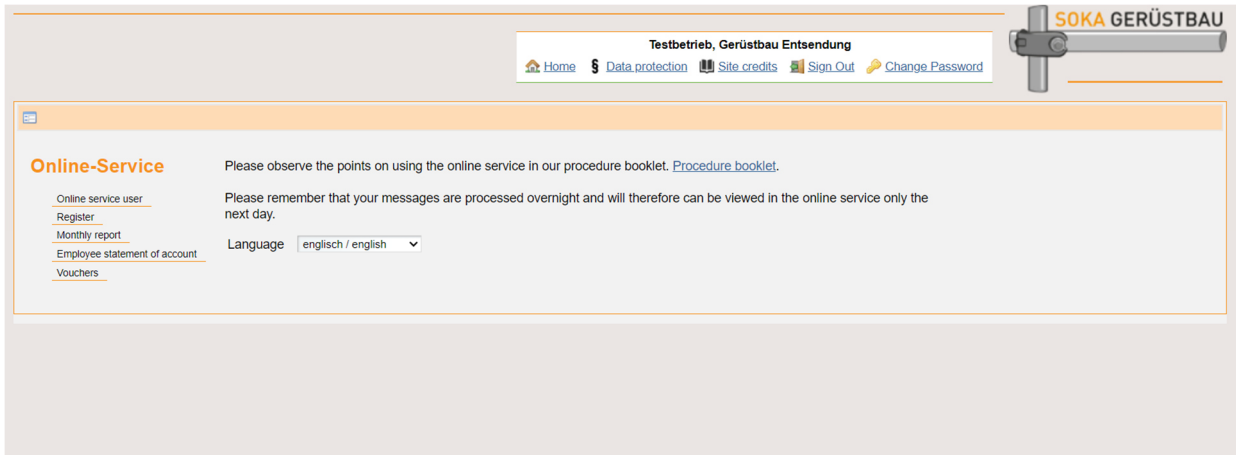 SOKA GERÜSTBAU
Testbetrieb, Gerüstbau Entsendung
Home § Data protection Site credits Sign Out Change Password
Online-Service
Online service user
Register
Monthly report
Employee statement of account
Vouchers
Please observe the points on using the online service in our procedure booklet. Procedure booklet.
Please remember that your messages are processed overnight and will therefore can be viewed in the online service only the
next day.
Language englisch / english